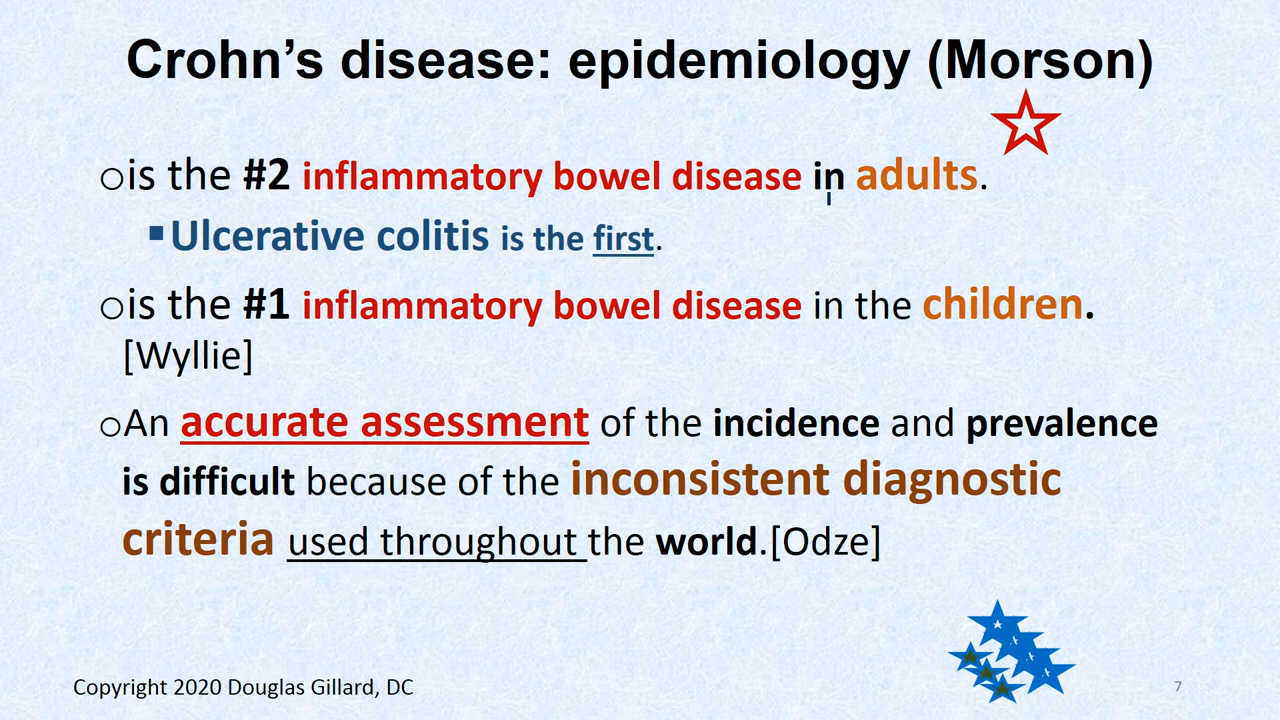 Crohn’s disease: epidemiology (Morson)
is the #2 inflammatory bowel disease in adults.
Ulcerative colitis is the first.
is the #1 inflammatory bowel disease in the children.
[Wyllie]
An accurate assessment of the incidence and prevalence
is difficult because of the inconsistent diagnostic
criteria used throughout the world.[Odze]
Copyright 2020 Douglas Gillard, DC
7